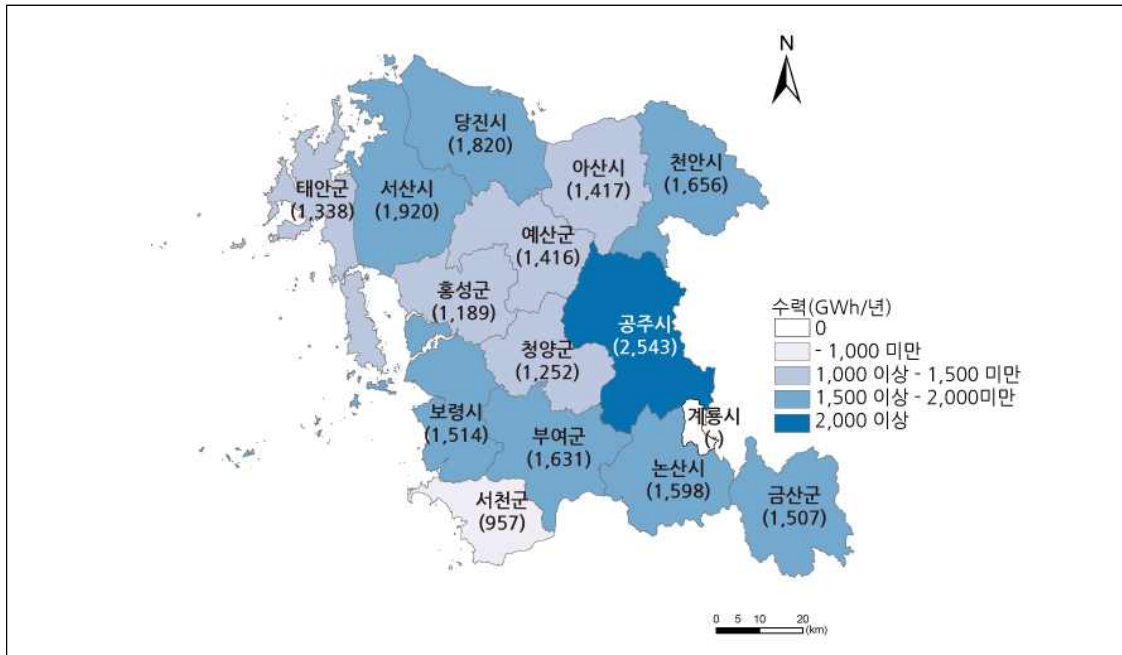 N
당진시
(1,820)
아산시
(1,417)
천안시
(1,656)
태안군
(1,338)
서산시
(1,920)
예산군
(1,416)
홍성군
(1,189)
공주시
(2,543)
청양군
(1,252)
보령시
(1,514)
부여군
(1,631)
계룡시
(-)
논산시
(1,598)
금산군
(1,507)
서천군
(957)
수력(GWh/년)
0
- 1,000 미만
1,000 이상 - 1,500 미만
1,500 이상 - 2,000미만
2,000 이상
0 5 10 20
(km)